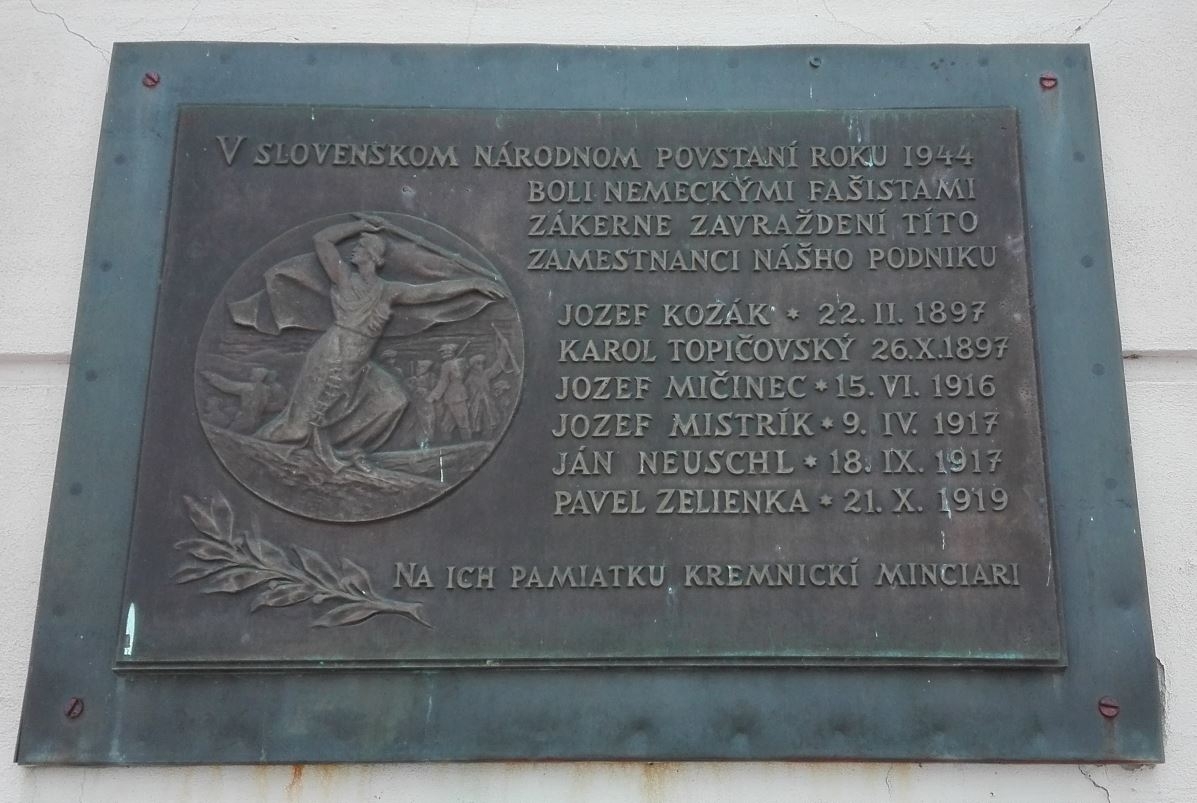 V SLOVENSKOM NÁRODNOM POVSTANÍ ROKU 1944
BOLI NEMECKÝMI FAŠISTAMI
ZÁKERNE ZAVRAŽDENÍ TÍTO
ZAMESTNANCI NÁŠHO PODNIKU
JOZEF KOZÁK * 22. II. 1897
KAROL TOPIČOVSKÝ 26.X.1897
JOZEF MIČINEC * 15. VI. 1916
JOZEF MISTRÍK * 9. IV. 1917
JÁN NEUSCHL * 18. IX. 1917
PAVEL ZELIENKA * 21. X. 1919
NA ICH PAMIATKU KREMNICKÍ MINCIARI